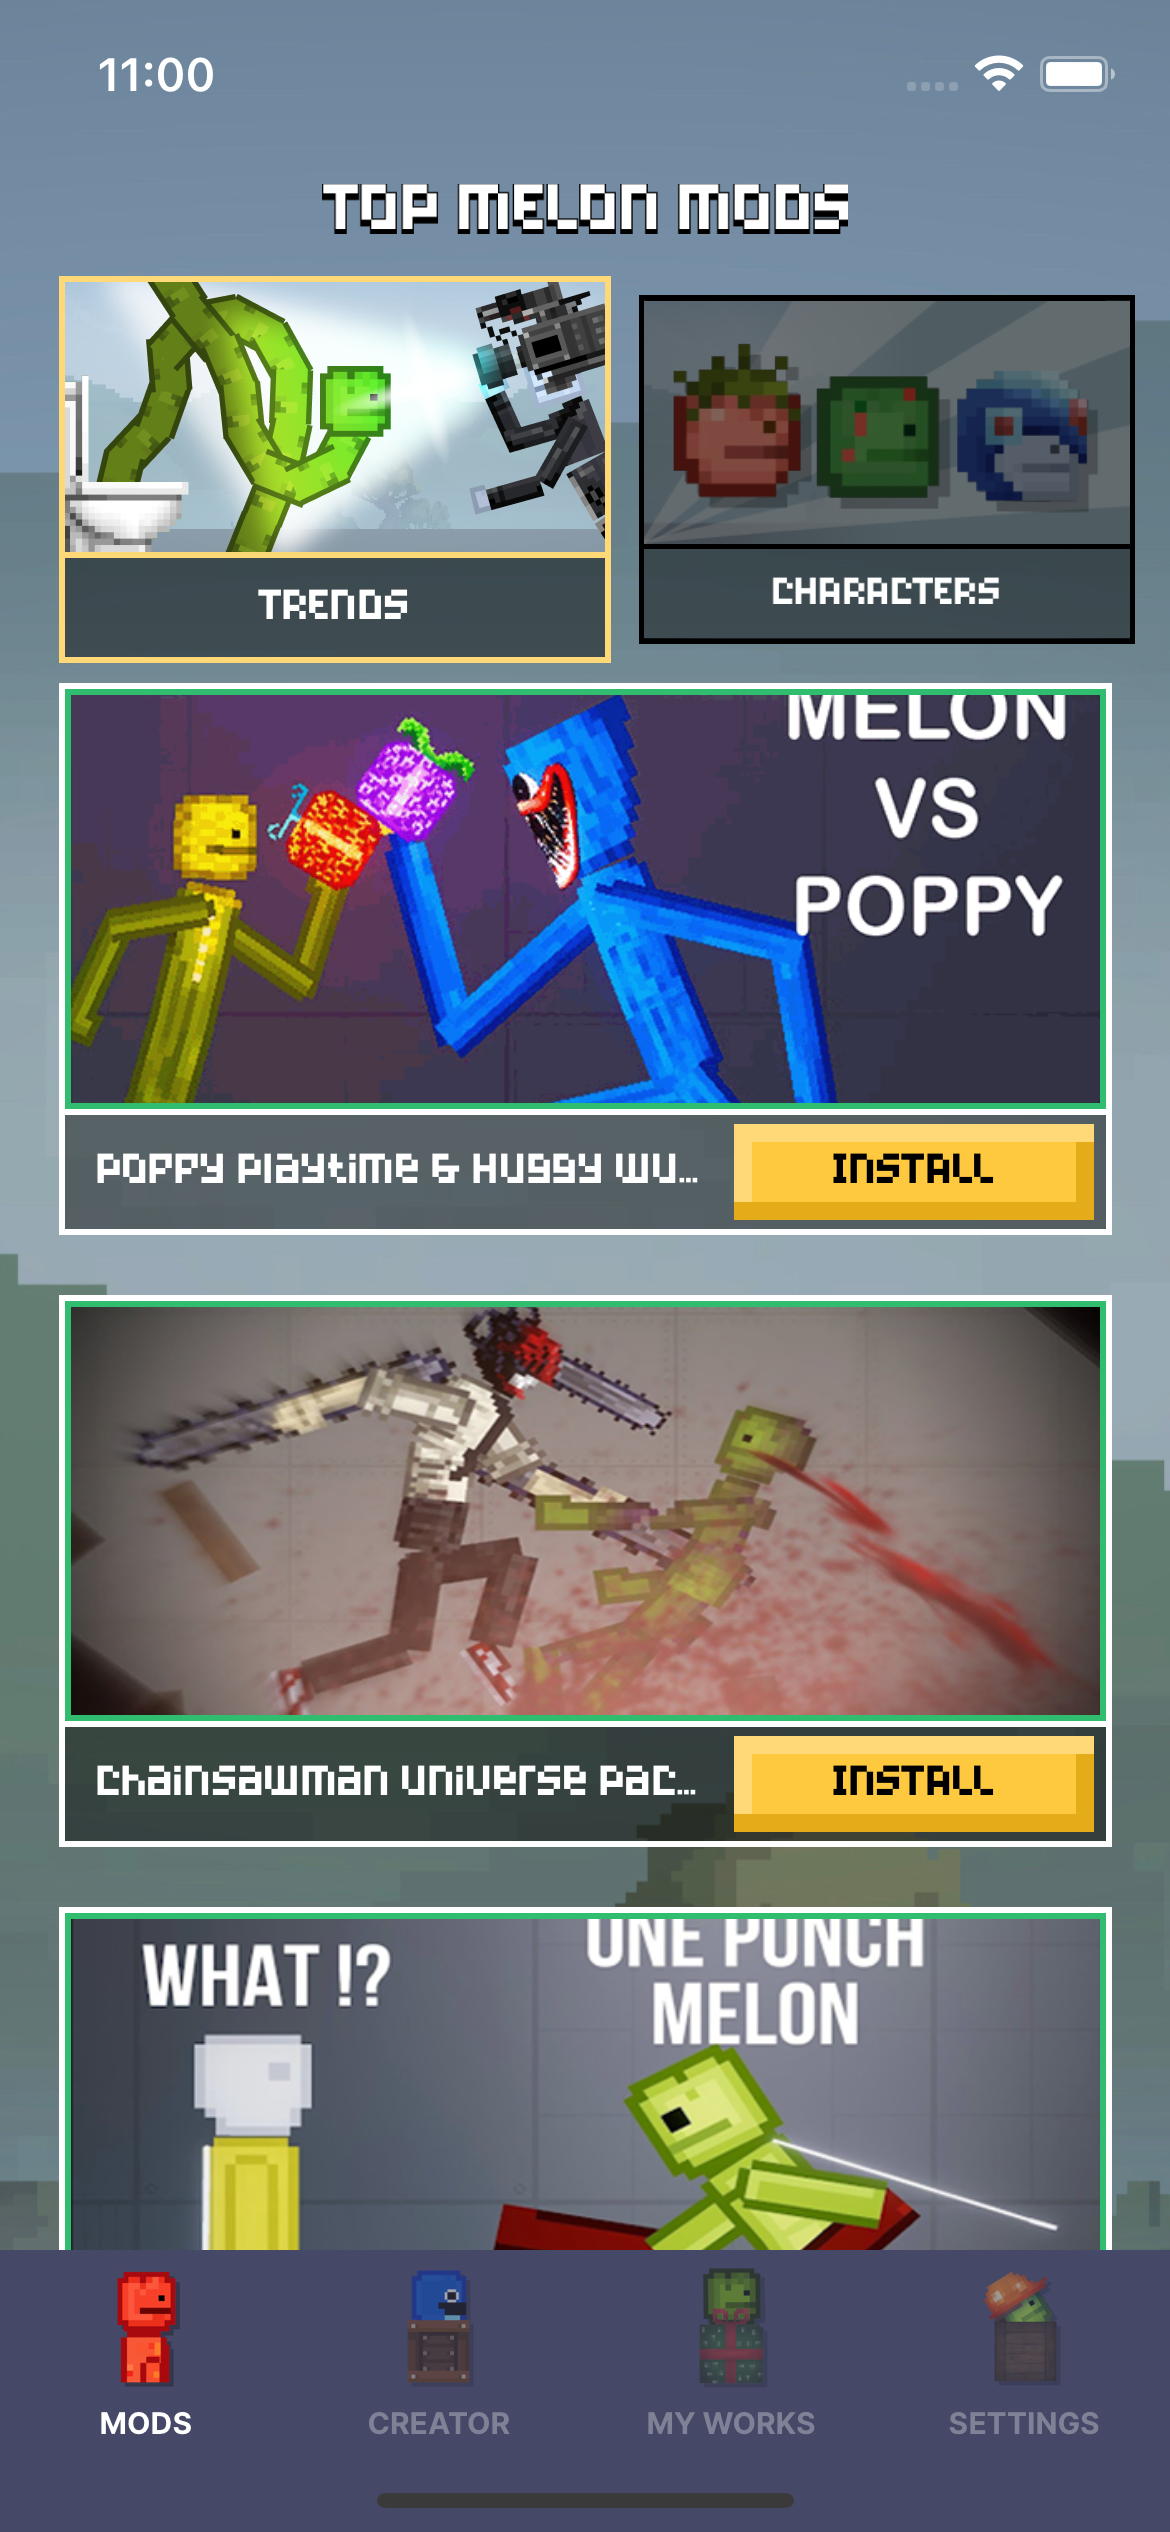 11:00
TOP MELON MODS
TRENDS
CHARACTERS
MELON
VS
POPPY
Poppy Playtime & Huggy Wu...
INSTALL
Chainsawman Universe Pac...
INSTALL
WHAT !?
ONE PUNCH
MELON
MODS
CREATOR
MY WORKS
SETTINGS